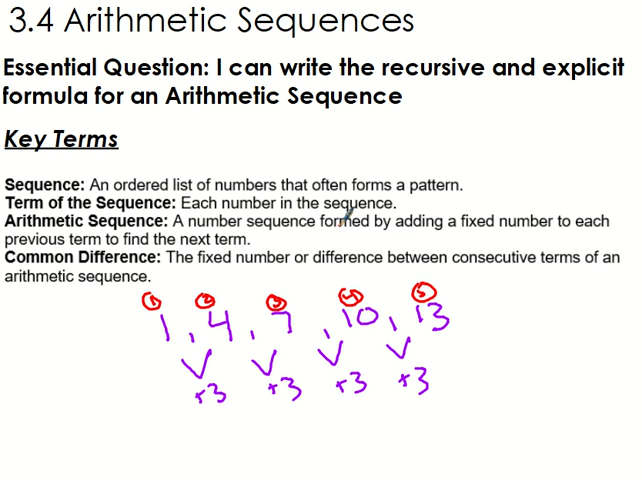 3.4 Arithmetic Sequences
Essential Question: I can write the recursive and explicit
formula for an Arithmetic Sequence
Key Terms
Sequence: An ordered list of numbers that often forms a pattern.
Term of the Sequence: Each number in the sequence.
Arithmetic Sequence: A number sequence formed by adding a fixed number to each
previous term to find the next term.
Common Difference: The fixed number or difference between consecutive terms of an
arithmetic sequence.
1 2 3 4 5
1, 4, 7, 10, 13
+3 +3 +3 +3